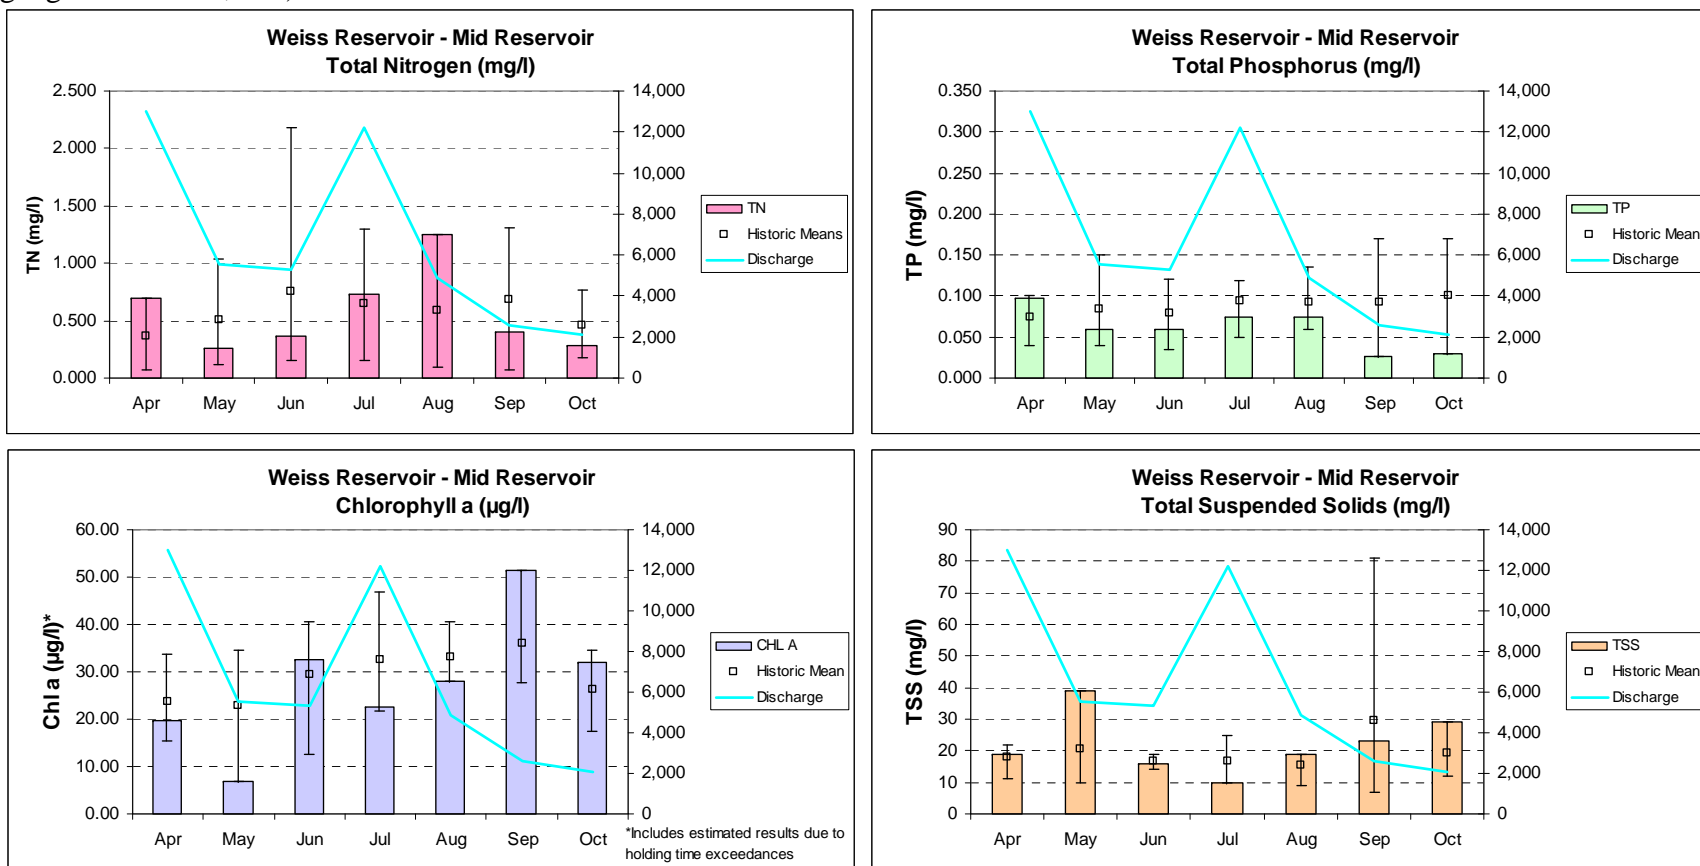 Weiss Reservoir - Mid Reservoir
Total Nitrogen (mg/l)
TN (mg/l)
2.500
2.000
1.500
1.000
0.500
0.000
14,000
12,000
10,000
8,000
6,000
4,000
2,000
0
Apr May Jun Jul Aug Sep Oct
TN
Historic Means
Discharge
Weiss Reservoir - Mid Reservoir
Total Phosphorus (mg/l)
TP (mg/l)
0.350
0.300
0.250
0.200
0.150
0.100
0.050
0.000
14,000
12,000
10,000
8,000
6,000
4,000
2,000
0
Apr May Jun Jul Aug Sep Oct
TP
Historic Mean
Discharge
Weiss Reservoir - Mid Reservoir
Chlorophyll a (µg/l)
Chl a (µg/l)*
60.00
50.00
40.00
30.00
20.00
10.00
0.00
14,000
12,000
10,000
8,000
6,000
4,000
2,000
0
Apr May Jun Jul Aug Sep Oct
CHL A
Historic Mean
Discharge
*Includes estimated results due to
holding time exceedances
Weiss Reservoir - Mid Reservoir
Total Suspended Solids (mg/l)
TSS (mg/l)
90
80
70
60
50
40
30
20
10
0
14,000
12,000
10,000
8,000
6,000
4,000
2,000
0
Apr May Jun Jul Aug Sep Oct
TSS
Historic Mean
Discharge